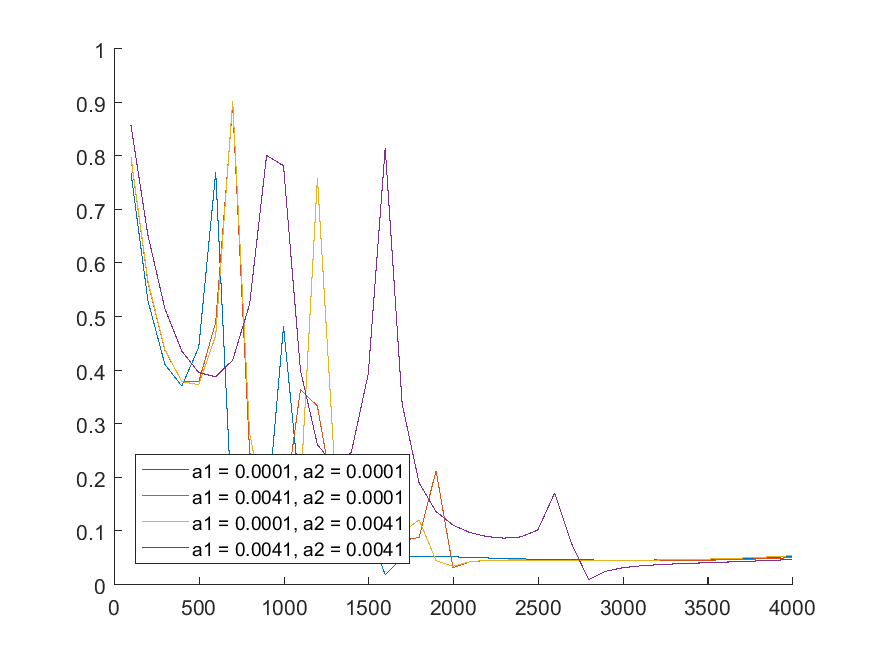 1
0.9
0.8
0.7
0.6
0.5
0.4
0.3
0.2
0.1
0
a1 = 0.0001, a2 = 0.0001
a1 = 0.0041, a2 = 0.0001
a1 = 0.0001, a2 = 0.0041
a1 = 0.0041, a2 = 0.0041
0 500 1000 1500 2000 2500 3000 3500 4000